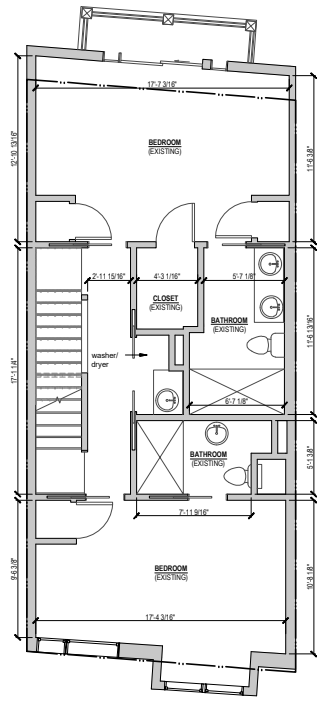 17'-7 3/16"
12'-10 13/16"
11'-6 3/8"
BEDROOM
(EXISTING)
2'-11 15/16"
4'-3 1/16"
5'-7 1/8"
CLOSET
(EXISTING)
BATHROOM
(EXISTING)
17'-1 1/4"
11'-6 13/16"
washer/
dryer
6'-7 1/8"
BATHROOM
(EXISTING)
5'-1 3/8"
7'-11 9/16"
9'-6 3/8"
10'-8 1/8"
BEDROOM
(EXISTING)
17'-4 3/16"